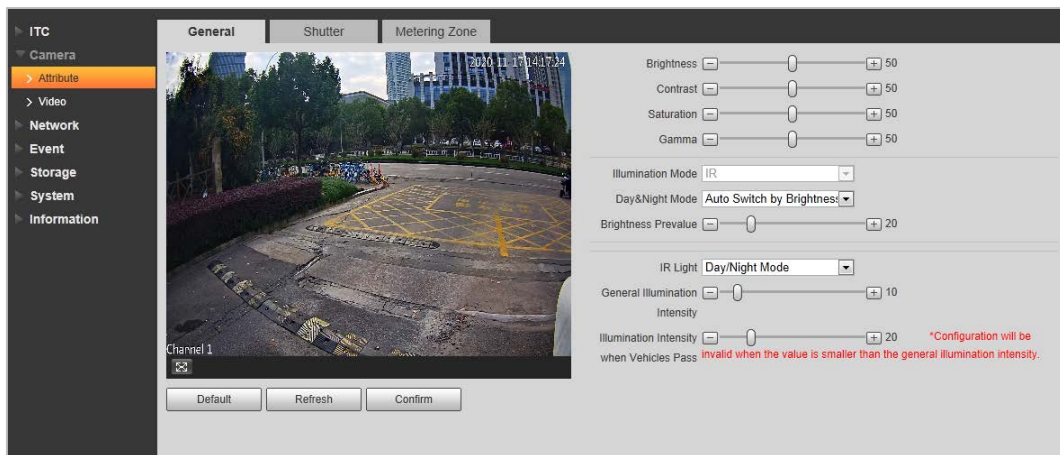 ITC
Camera
Attribute
Video
Network
Event
Storage
System
Information
General Shutter Metering Zone
2020-11-17 14:17:24
Channel 1
Default Refresh Confirm
Brightness 50
Contrast 50
Saturation 50
Gamma 50
Illumination Mode IR
Day&Night Mode Auto Switch by Brightness
Brightness Prevalue 20
IR Light Day/Night Mode
General Illumination 10
Intensity
Illumination Intensity 20 *Configuration will be
when Vehicles Pass invalid when the value is smaller than the general illumination intensity.